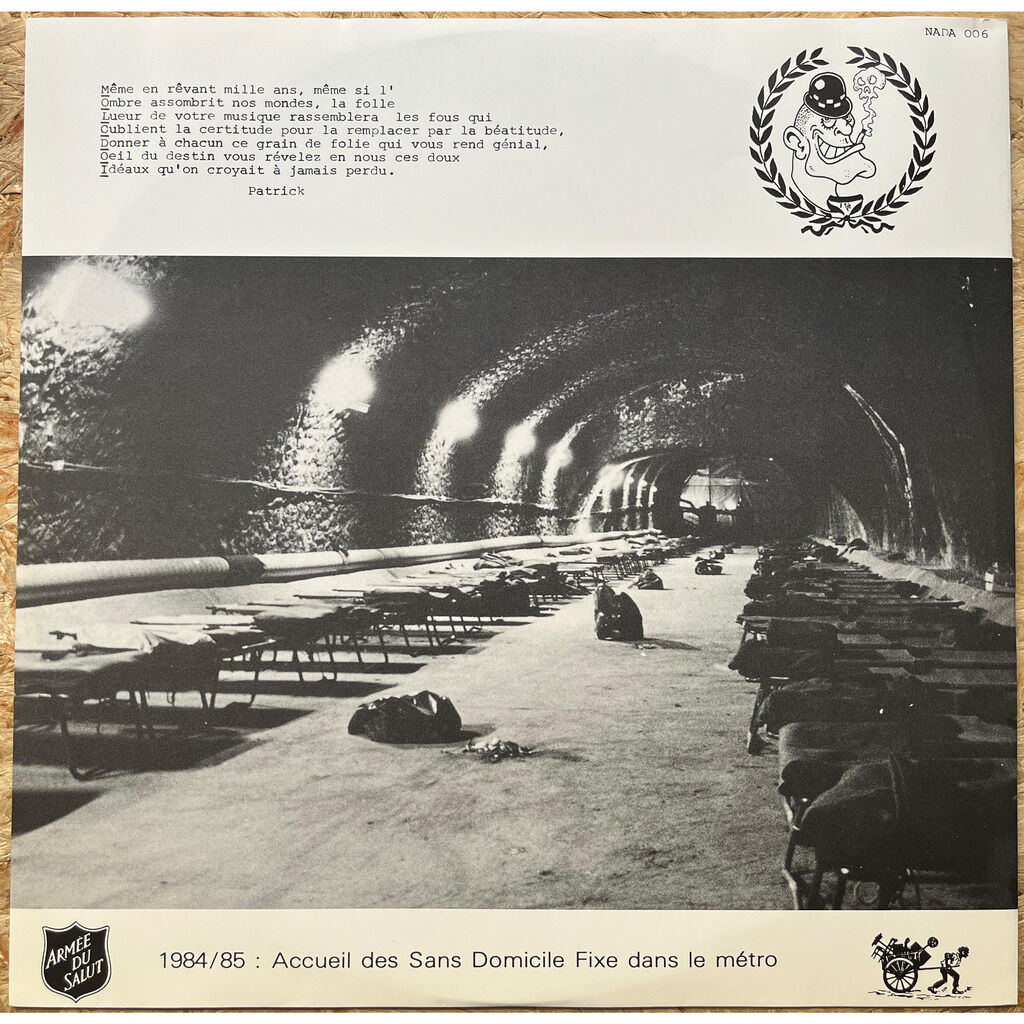 NADA 006
Même en rêvant mille ans, même si l'
Ombre assombrit nos mondes, la folle
Lueur de votre musique rassemblera les fous qui
Oublient la certitude pour la remplacer par la béatitude,
Donner à chacun ce grain de folie qui vous rend génial,
Oeil du destin vous révelez en nous ces doux
Idéaux qu'on croyait à jamais perdu.
Patrick
ARMÉE
DU
SALUT
1984/85 : Accueil des Sans Domicile Fixe dans le métro